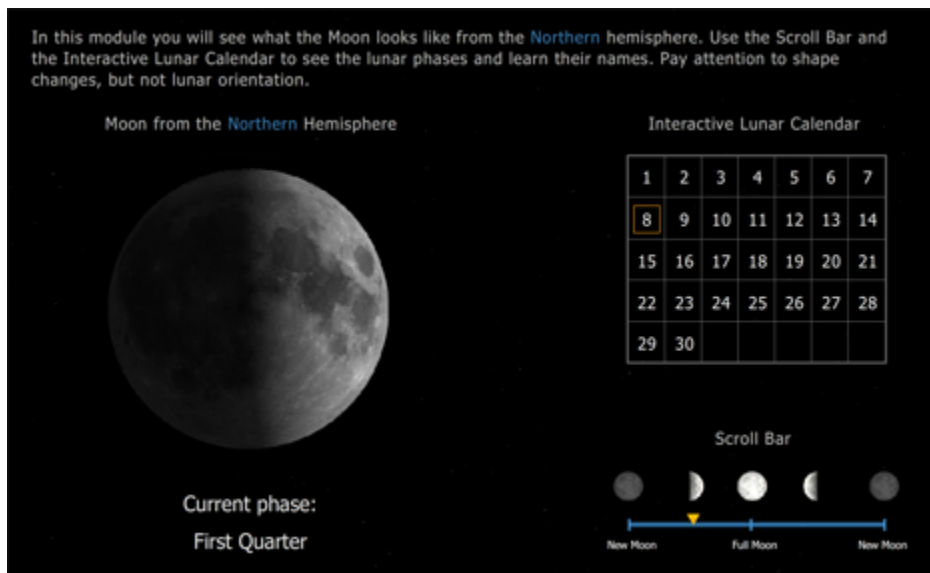 In this module you will see what the Moon looks like from the Northern hemisphere. Use the Scroll Bar and
the Interactive Lunar Calendar to see the lunar phases and learn their names. Pay attention to shape
changes, but not lunar orientation.
Moon from the Northern Hemisphere
Interactive Lunar Calendar
1 2 3 4 5 6 7
8 9 10 11 12 13 14
15 16 17 18 19 20 21
22 23 24 25 26 27 28
29 30
Scroll Bar
New Moon Full Moon New Moon
Current phase:
First Quarter